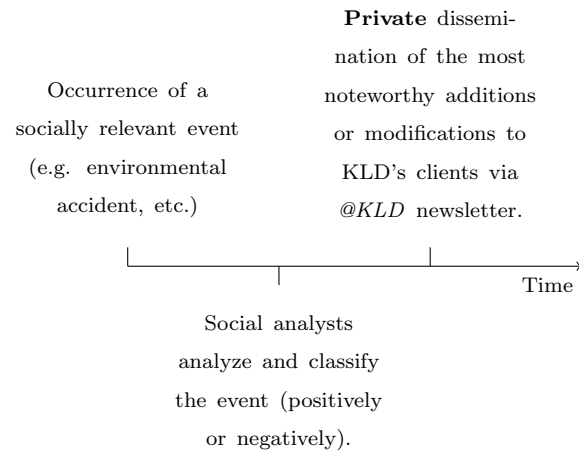 Occurrence of a
socially relevant event
(e.g. environmental
accident, etc.)
Private dissemi-
nation of the most
noteworthy additions
or modifications to
KLD's clients via
@KLD newsletter.
Time
Social analysts
analyze and classify
the event (positively
or negatively).